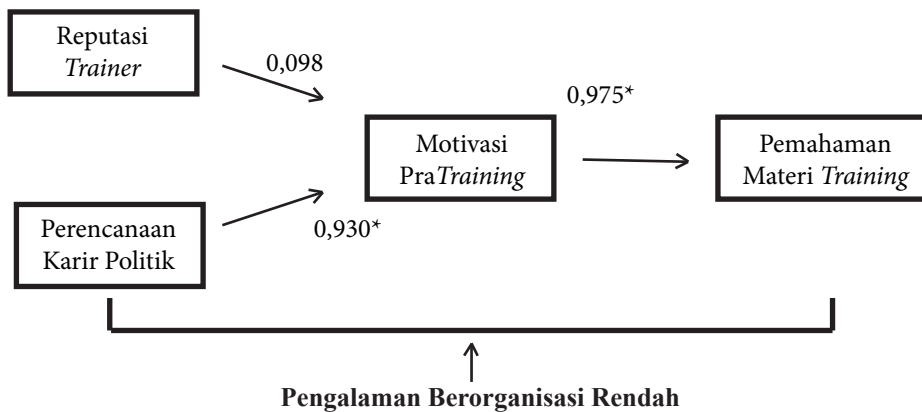 Reputasi
Trainer
0,098
0,975*
Motivasi
PraTraining
Pemahaman
Materi Training
Perencanaan
Karir Politik
0,930*
Pengalaman Berorganisasi Rendah